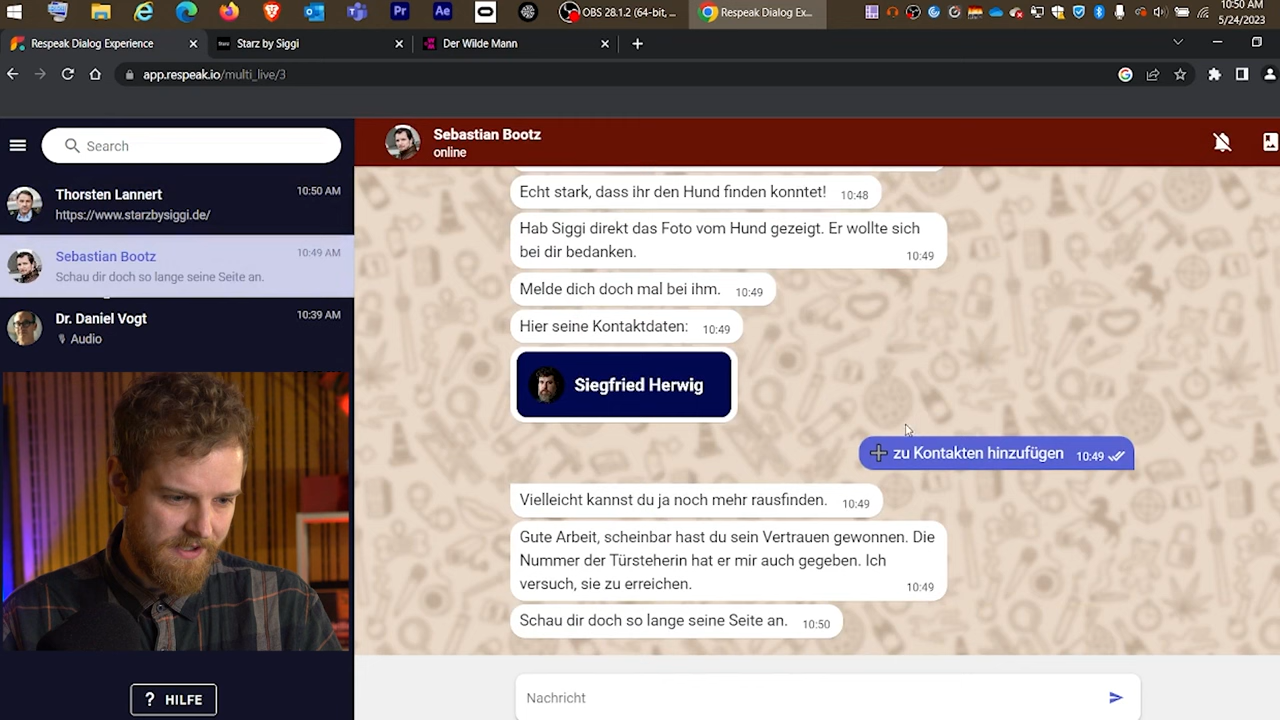 Pr
Ae
OBS 28.1.2 (64-bit, ...
Respeak Dialog Ex...
10:50 AM
5/24/2023
Respeak Dialog Experience
Starz by Siggi
Der Wilde Mann
app.respeak.io/multi_live/3
Search
Thorsten Lannert
10:50 AM
https://www.starzbysiggi.de/
Sebastian Bootz
10:49 AM
Schau dir doch so lange seine Seite an.
Dr. Daniel Vogt
10:39 AM
Audio
? HILFE
Sebastian Bootz
online
Echt stark, dass ihr den Hund finden konntet! 10:48
Hab Siggi direkt das Foto vom Hund gezeigt. Er wollte sich
bei dir bedanken. 10:49
Melde dich doch mal bei ihm. 10:49
Hier seine Kontaktdaten: 10:49
Siegfried Herwig
zu Kontakten hinzufügen 10:49
Vielleicht kannst du ja noch mehr rausfinden. 10:49
Gute Arbeit, scheinbar hast du sein Vertrauen gewonnen. Die
Nummer der Türsteherin hat er mir auch gegeben. Ich
versuch, sie zu erreichen. 10:49
Schau dir doch so lange seine Seite an. 10:50
Nachricht